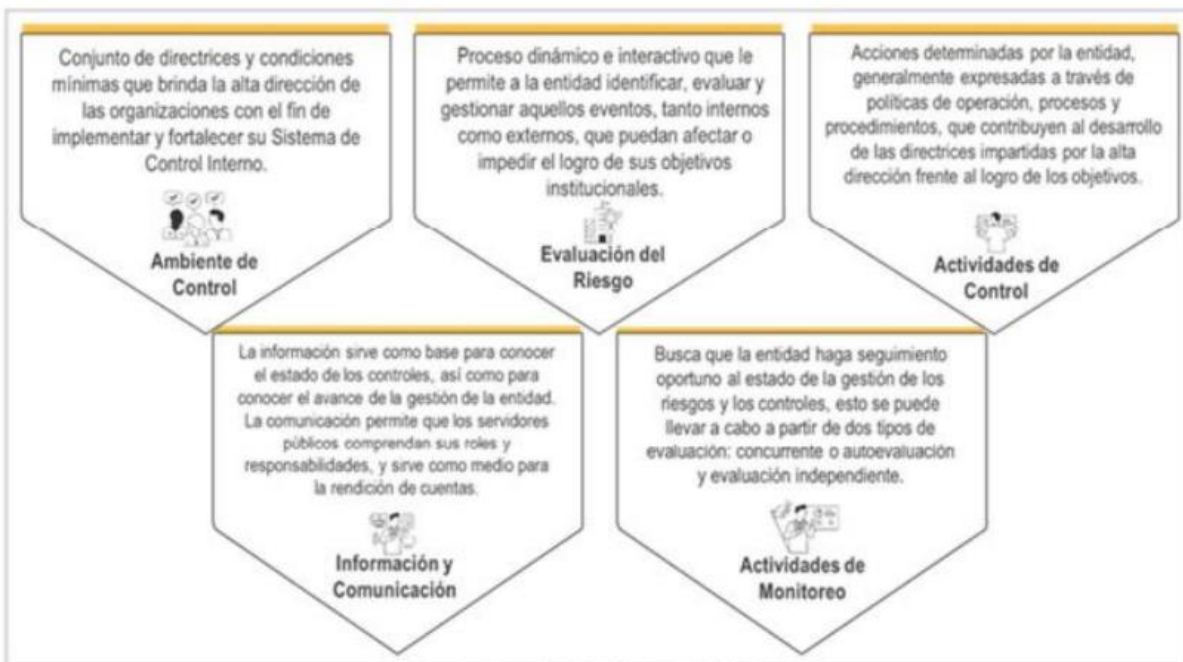 Conjunto de directrices y condiciones
mínimas que brinda la alta dirección de
las organizaciones con el fin de
implementar y fortalecer su Sistema de
Control Interno.
Ambiente de
Control
Proceso dinámico e interactivo que le
permite a la entidad identificar, evaluar y
gestionar aquellos eventos, tanto internos
como externos, que puedan afectar o
impedir el logro de sus objetivos
institucionales.
Evaluación del
Riesgo
Acciones determinadas por la entidad,
generalmente expresadas a través de
políticas de operación, procesos y
procedimientos, que contribuyen al desarrollo
de las directrices impartidas por la alta
dirección frente al logro de los objetivos.
Actividades de
Control
La información sirve como base para conocer
el estado de los controles, así como para
conocer el avance de la gestión de la entidad.
La comunicación permite que los servidores
públicos comprendan sus roles y
responsabilidades, y sirve como medio para
la rendición de cuentas.
Información y
Comunicación
Busca que la entidad haga seguimiento
oportuno al estado de la gestión de los
riesgos y los controles, esto se puede
llevar a cabo a partir de dos tipos de
evaluación: concurrente o autoevaluación
y evaluación independiente.
Actividades de
Monitoreo